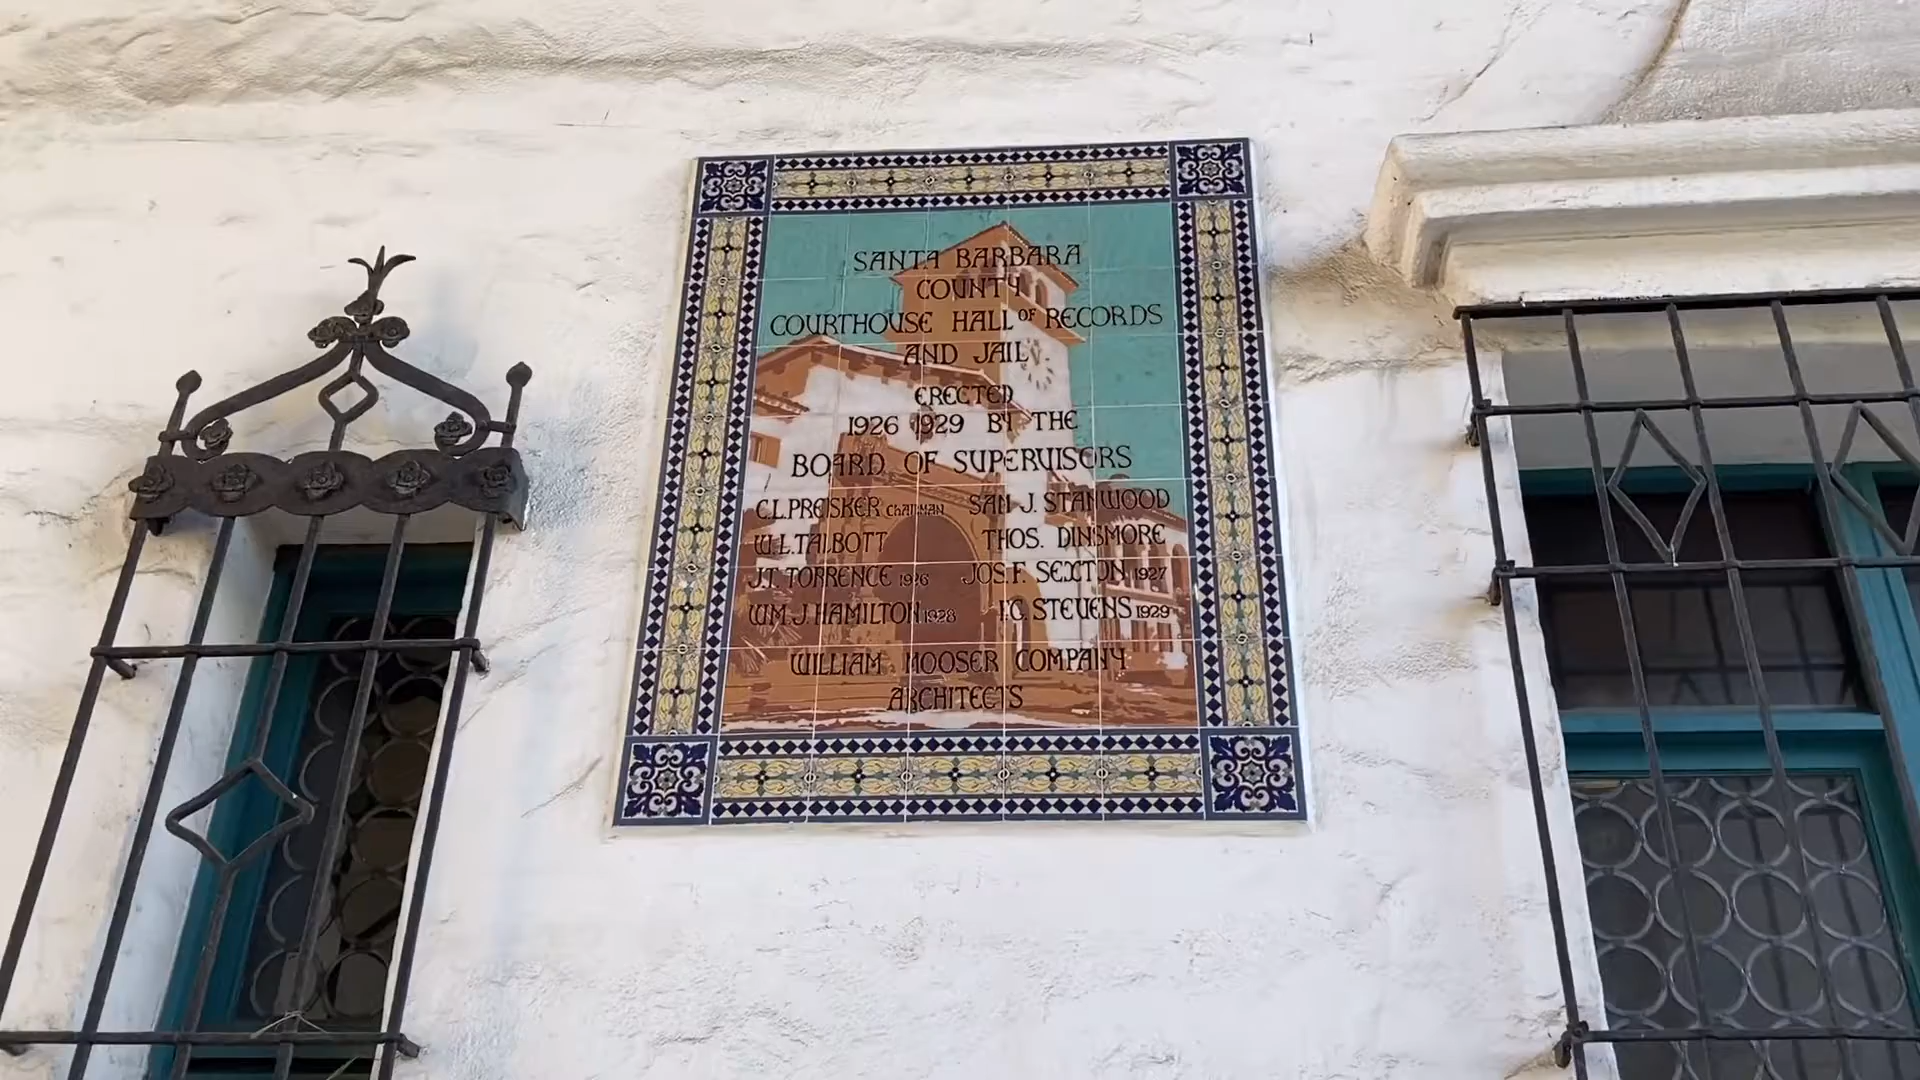 SANTA BARBARA
COUNTY
COURTHOUSE HALL OF RECORDS
AND JAIL
ERECTED
1926 1929 BY THE
BOARD OF SUPERVISORS
C.L. PREISKER CHAIRMAN SAM J. STANWOOD
W.L. TALBOTT THOS. DINSMORE
J.T. TORRENCE 1926 JOS. F. SEXTON 1927
WM. J. HAMILTON 1928 F.C. STEVENS 1929
WILLIAM MOOSER COMPANY
ARCHITECTS